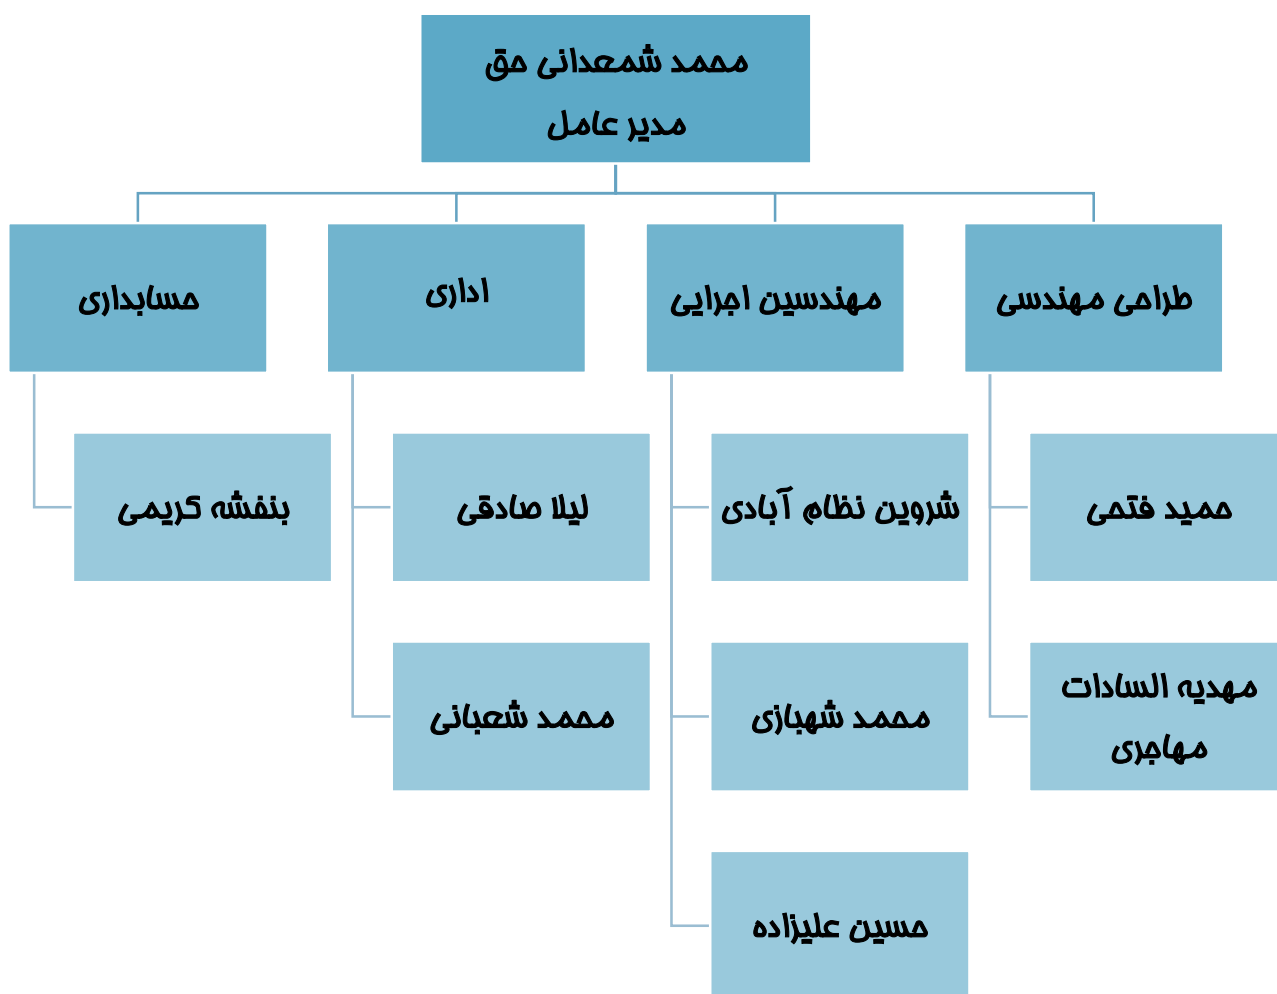 محمد شمعدانی حق
مدیر عامل
طراحی مهندسی
مهندسین اجرایی
اداری
حسابداری
حمید فتحی
شروین نظام آبادی
لیلا صادقی
بنفشه کریمی
مهدیه السادات
مهاجری
محمد شهبازی
محمد شعبانی
حسین علیزاده